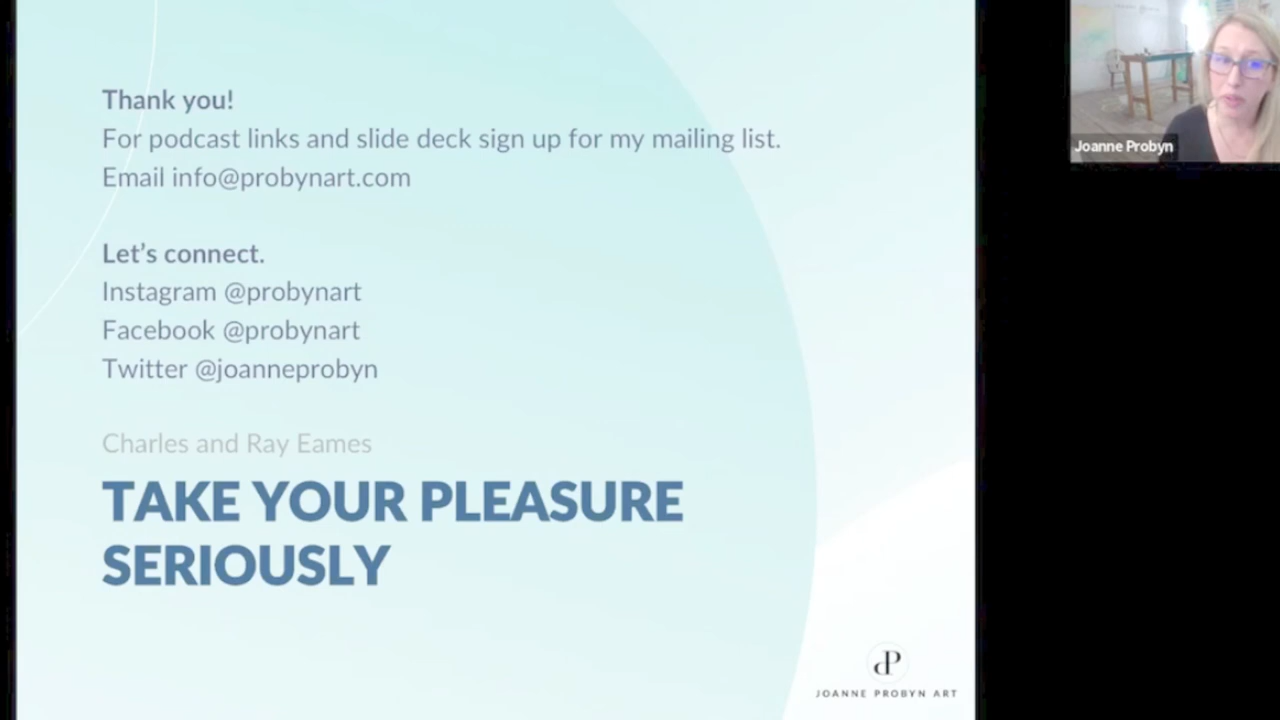 Thank you!
For podcast links and slide deck sign up for my mailing list.
Email info@probynart.com
Let's connect.
Instagram @probynart
Facebook @probynart
Twitter @joanneprobyn
Charles and Ray Eames
TAKE YOUR PLEASURE
SERIOUSLY
JP
JOANNE PROBYN ART
Joanne Probyn